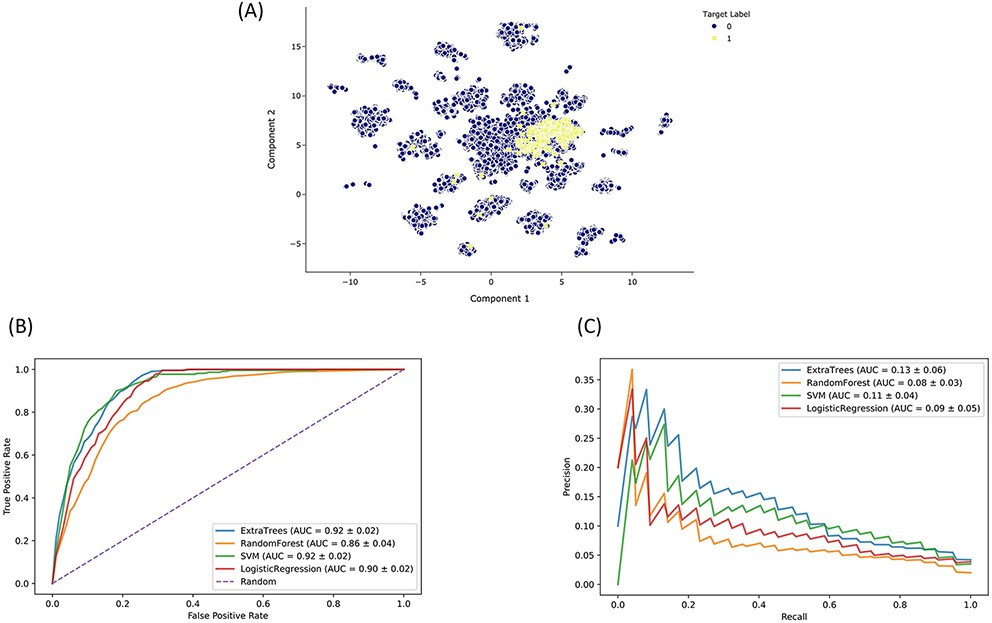 (A)
Target Label
0
1
Component 2
15
10
5
0
−5
−10
−5
0
5
10
Component 1
(B)
True Positive Rate
1.0
0.8
0.6
0.4
0.2
0.0
ExtraTrees (AUC = 0.92 ± 0.02)
RandomForest (AUC = 0.86 ± 0.04)
SVM (AUC = 0.92 ± 0.02)
LogisticRegression (AUC = 0.90 ± 0.02)
Random
0.0
0.2
0.4
0.6
0.8
1.0
False Positive Rate
(C)
Precision
0.35
0.30
0.25
0.20
0.15
0.10
0.05
0.00
ExtraTrees (AUC = 0.13 ± 0.06)
RandomForest (AUC = 0.08 ± 0.03)
SVM (AUC = 0.11 ± 0.04)
LogisticRegression (AUC = 0.09 ± 0.05)
0.0
0.2
0.4
0.6
0.8
1.0
Recall